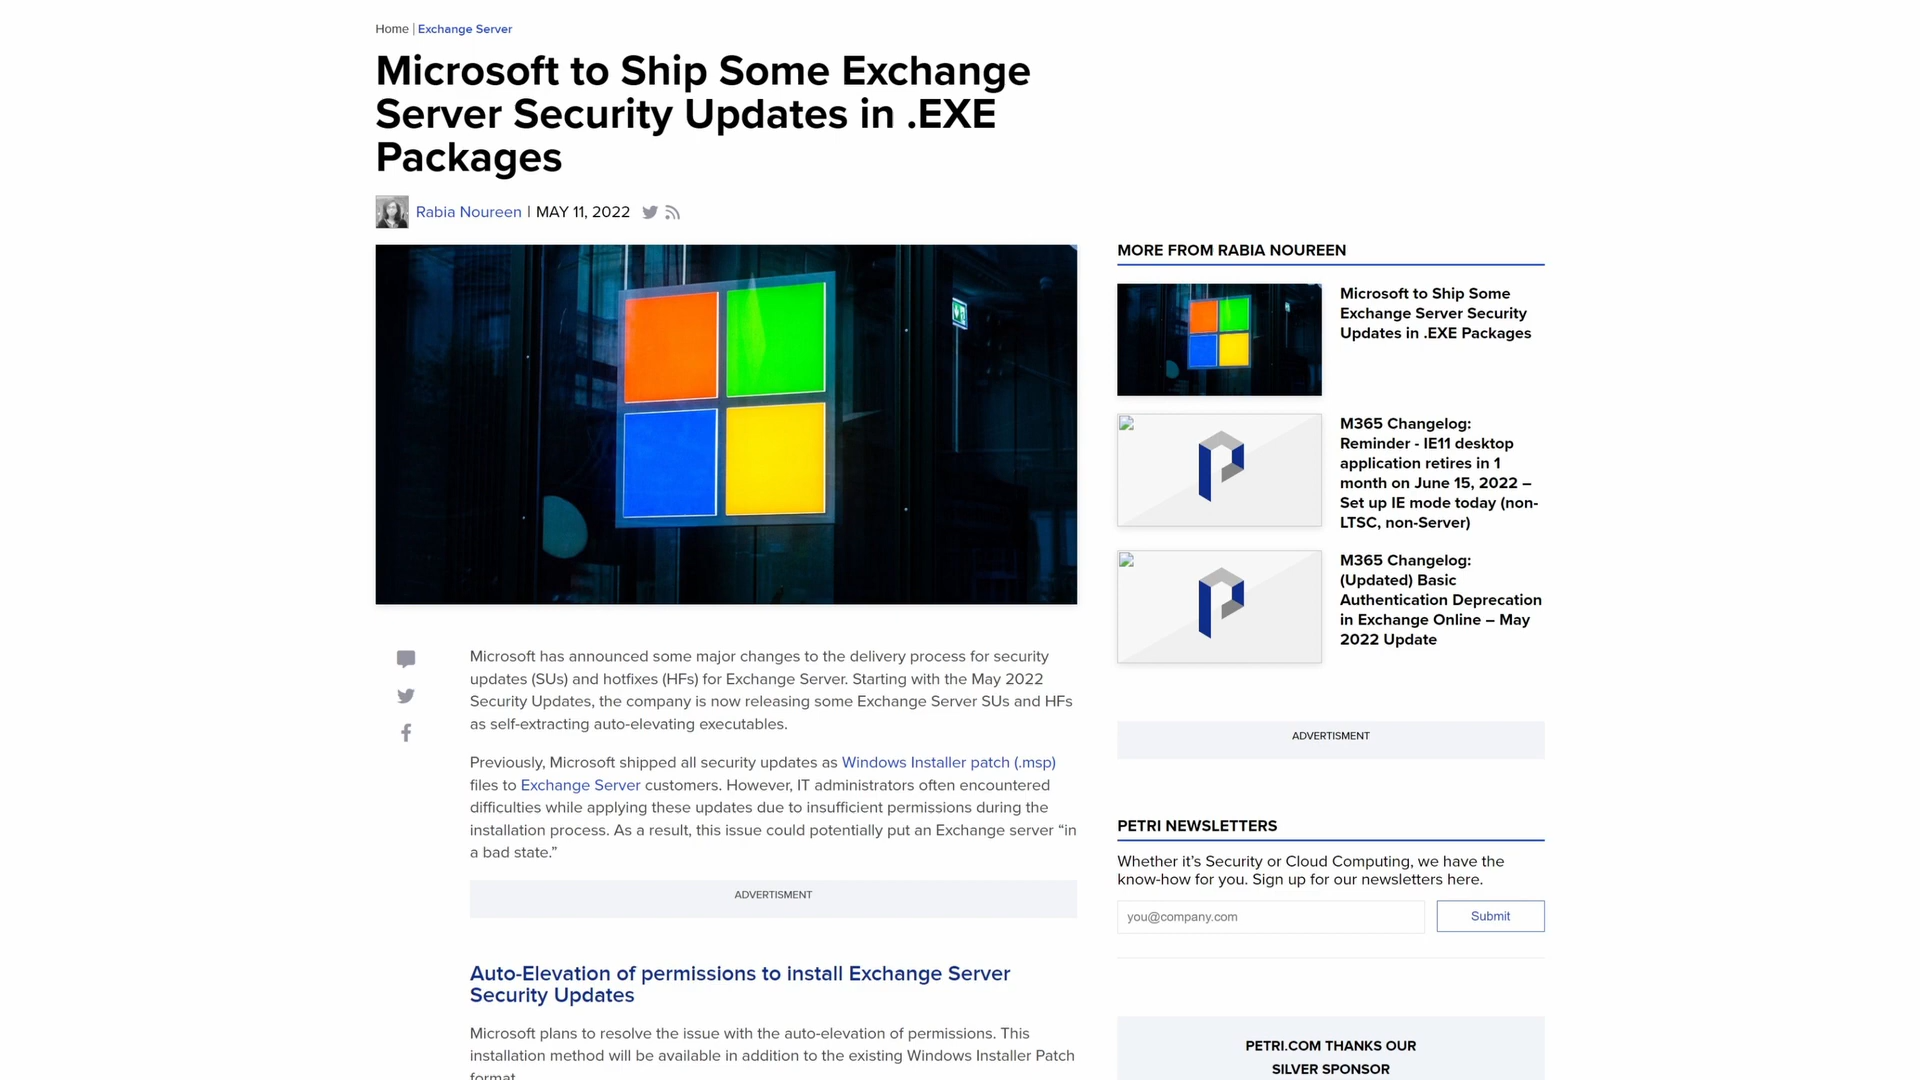 Home | Exchange Server
Microsoft to Ship Some Exchange
Server Security Updates in .EXE
Packages
Rabia Noureen | MAY 11, 2022
Microsoft has announced some major changes to the delivery process for security
updates (SUs) and hotfixes (HFs) for Exchange Server. Starting with the May 2022
Security Updates, the company is now releasing some Exchange Server SUs and HFs
as self-extracting auto-elevating executables.
Previously, Microsoft shipped all security updates as Windows Installer patch (.msp)
files to Exchange Server customers. However, IT administrators often encountered
difficulties while applying these updates due to insufficient permissions during the
installation process. As a result, this issue could potentially put an Exchange server “in
a bad state.”
ADVERTISMENT
Auto-Elevation of permissions to install Exchange Server
Security Updates
Microsoft plans to resolve the issue with the auto-elevation of permissions. This
installation method will be available in addition to the existing Windows Installer Patch
format.
MORE FROM RABIA NOUREEN
Microsoft to Ship Some
Exchange Server Security
Updates in .EXE Packages
M365 Changelog:
Reminder - IE11 desktop
application retires in 1
month on June 15, 2022 –
Set up IE mode today (non-
LTSC, non-Server)
M365 Changelog:
(Updated) Basic
Authentication Deprecation
in Exchange Online – May
2022 Update
ADVERTISMENT
PETRI NEWSLETTERS
Whether it’s Security or Cloud Computing, we have the
know-how for you. Sign up for our newsletters here.
you@company.com
Submit
PETRI.COM THANKS OUR
SILVER SPONSOR